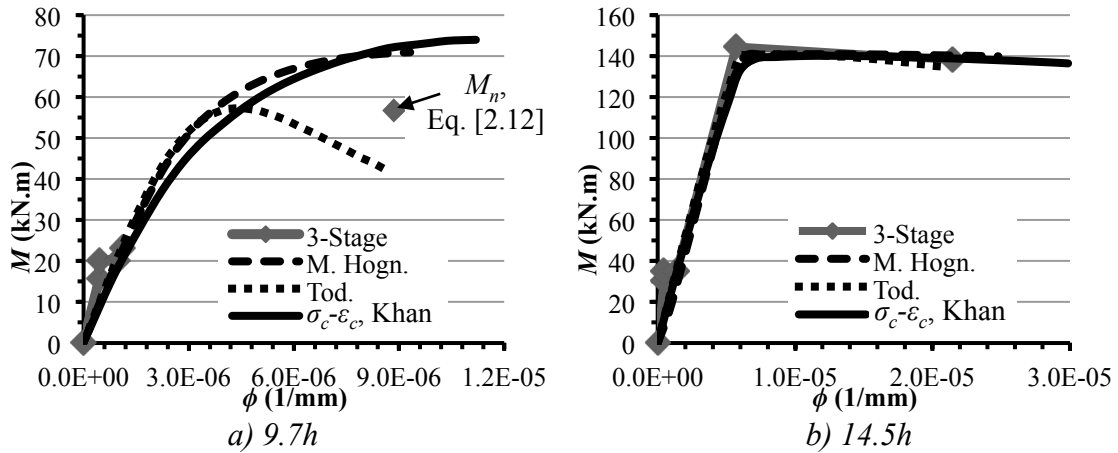 80
70
60
50
40
30
20
10
0
M (kN.m)
0.0E+00 3.0E-06 6.0E-06 9.0E-06 1.2E-05
ϕ (1/mm)
Mn,
Eq. [2.12]
3-Stage
M. Hogn.
Tod.
σc-εc, Khan
a) 9.7h
160
140
120
100
80
60
40
20
0
M (kN.m)
0.0E+00 1.0E-05 2.0E-05 3.0E-05
ϕ (1/mm)
3-Stage
M. Hogn.
Tod.
σc-εc, Khan
b) 14.5h